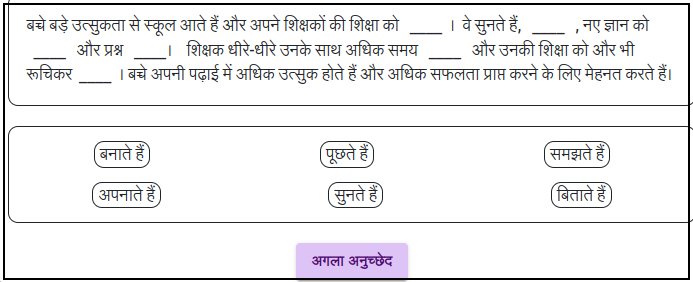 बच्चे बड़े उत्सुकता से स्कूल आते हैं और अपने शिक्षकों की शिक्षा को ____ । वे सुनते हैं, ____ , नए ज्ञान को
____ और प्रश्न ____। शिक्षक धीरे-धीरे उनके साथ अधिक समय ____ और उनकी शिक्षा को और भी
रूचिकर ____ । बच्चे अपनी पढ़ाई में अधिक उत्सुक होते हैं और अधिक सफलता प्राप्त करने के लिए मेहनत करते हैं।
बनाते हैं पूछते हैं समझते हैं
अपनाते हैं सुनते हैं बिताते हैं
अगला अनुच्छेद